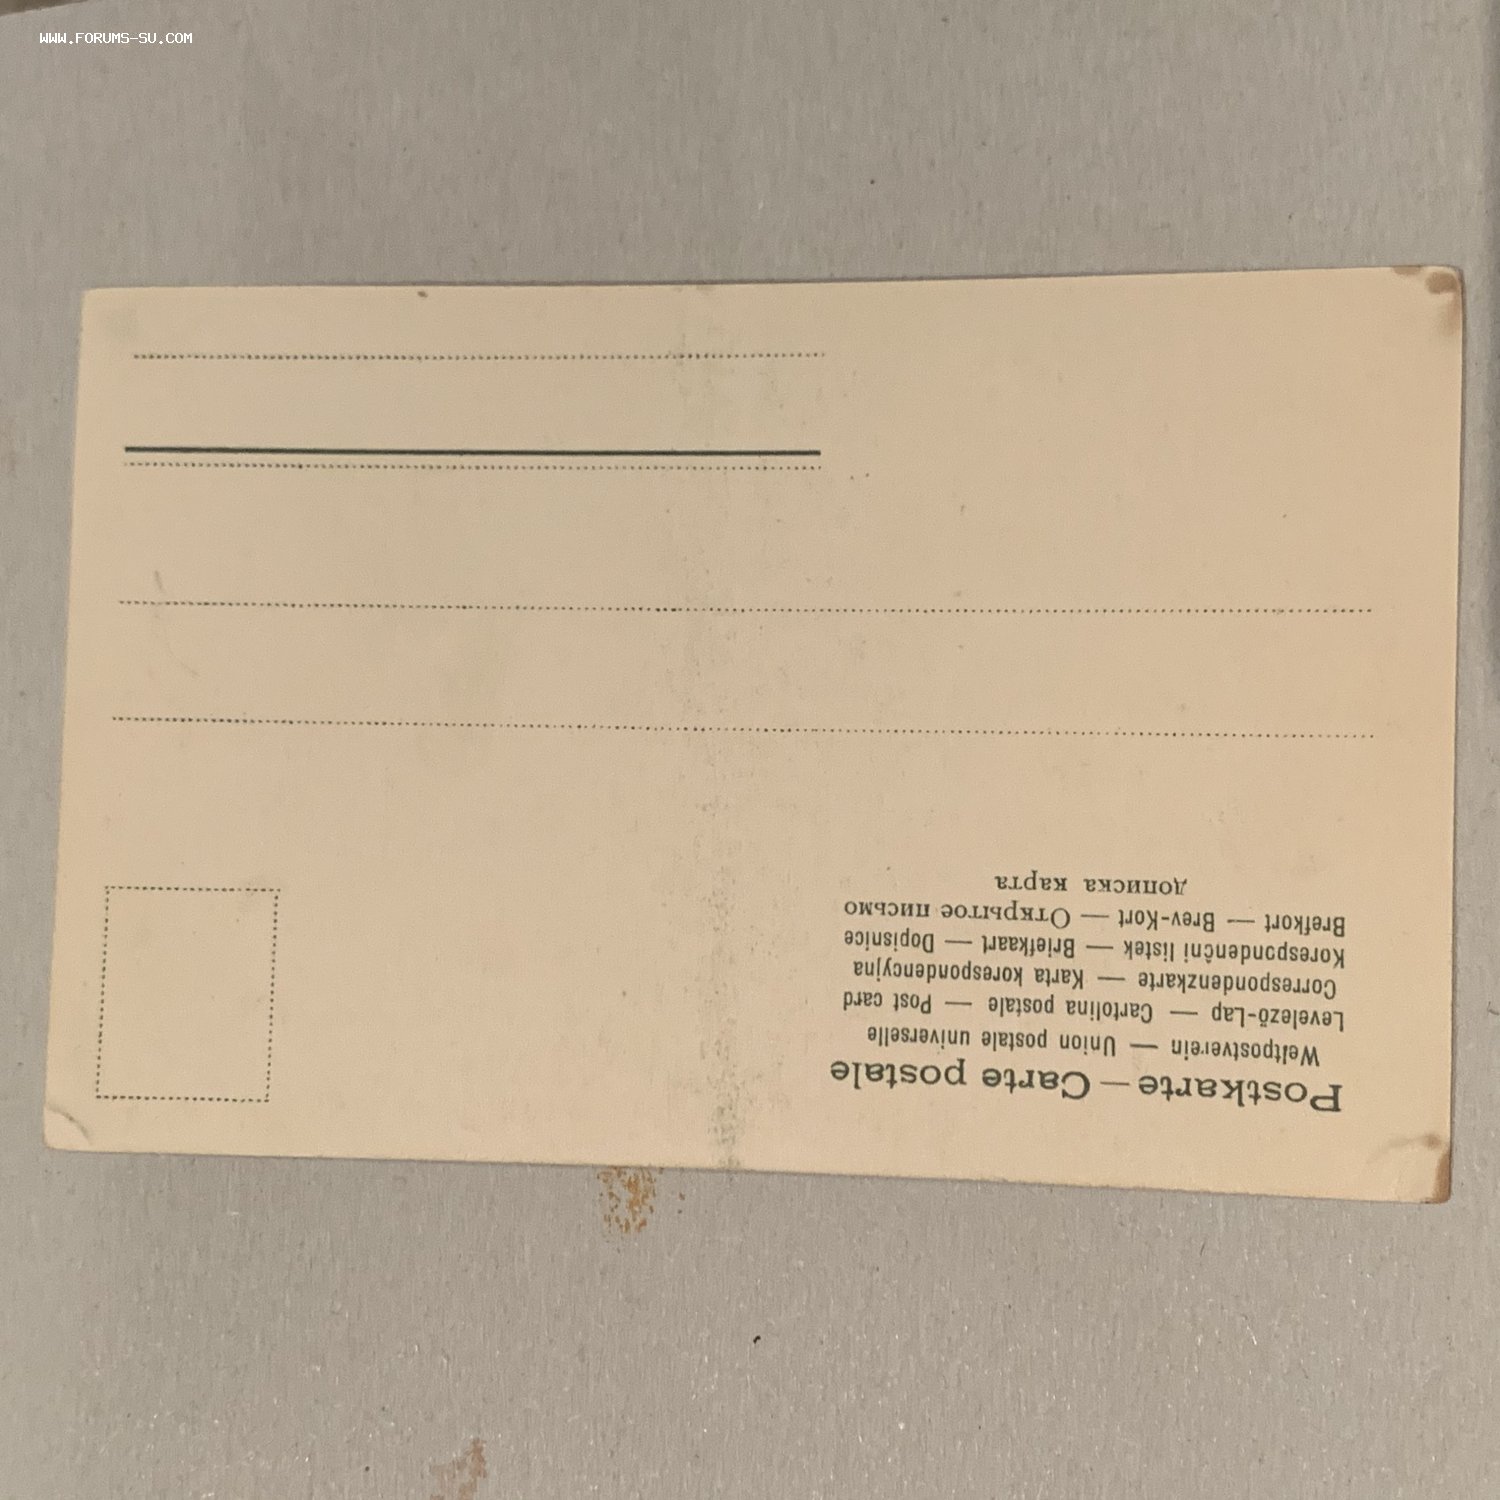 WWW.FORUMS-SU.COM
Postkarte — Carte postale
Weltpostverein — Union postale universelle
Levelező-Lap — Cartolina postale — Post card
Correspondenzkarte — Karta korespondencyjna
Korespondenční listek — Briefkaart — Dopisnice
Brefkort — Brev-Kort — Открытое письмо
дописка карта